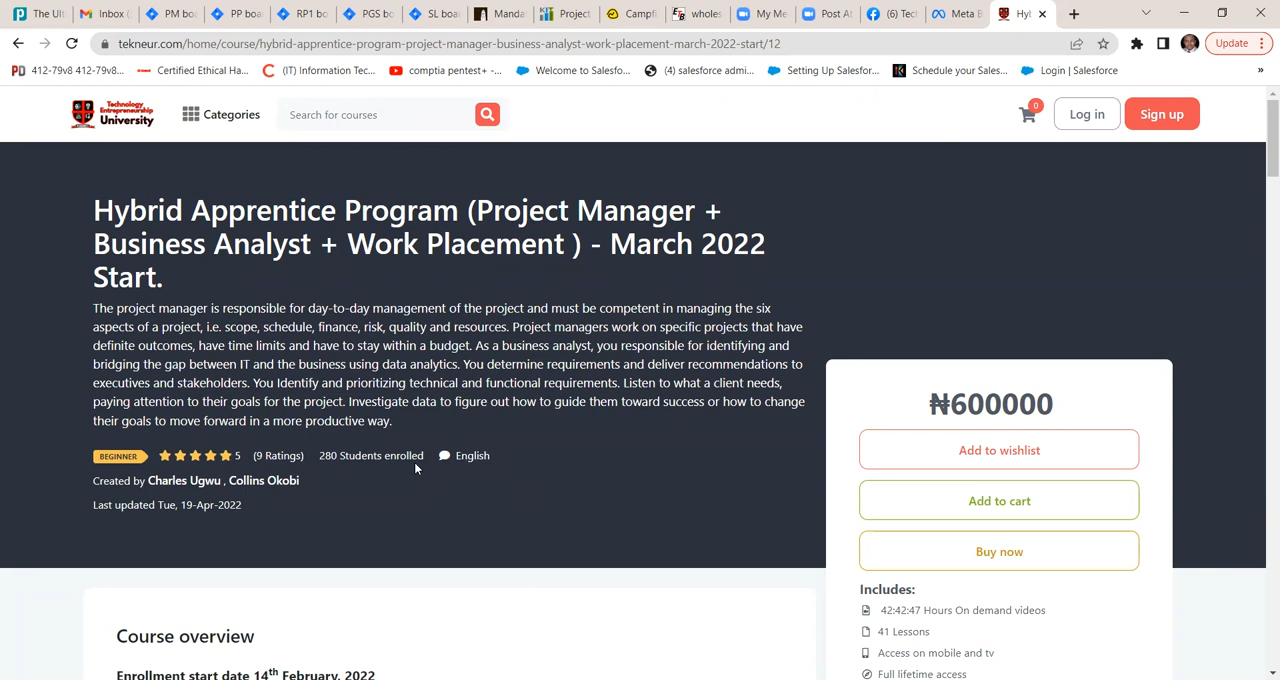 The Ult
Inbox (
PM boa
PP boa
RP1 bo
PGS bo
SL boa
Manda
Project
Campfi
wholes
My Me
Post At
(6) Tec
Meta B
Hyb
tekneur.com/home/course/hybrid-apprentice-program-project-manager-business-analyst-work-placement-march-2022-start/12
Update
412-79v8 412-79v8...
Certified Ethical Ha...
(IT) Information Tec...
comptia pentest+ -...
Welcome to Salesfo...
(4) salesforce admi...
Setting Up Salesfor...
Schedule your Sales...
Login | Salesforce
»
Technology
Entrepreneurship
University
Categories
Search for courses
0
Log in
Sign up
Hybrid Apprentice Program (Project Manager +
Business Analyst + Work Placement ) - March 2022
Start.
The project manager is responsible for day-to-day management of the project and must be competent in managing the six
aspects of a project, i.e. scope, schedule, finance, risk, quality and resources. Project managers work on specific projects that have
definite outcomes, have time limits and have to stay within a budget. As a business analyst, you responsible for identifying and
bridging the gap between IT and the business using data analytics. You determine requirements and deliver recommendations to
executives and stakeholders. You Identify and prioritizing technical and functional requirements. Listen to what a client needs,
paying attention to their goals for the project. Investigate data to figure out how to guide them toward success or how to change
their goals to move forward in a more productive way.
BEGINNER 5 (9 Ratings) 280 Students enrolled English
Created by Charles Ugwu , Collins Okobi
Last updated Tue, 19-Apr-2022
₦600000
Add to wishlist
Add to cart
Buy now
Includes:
42:42:47 Hours On demand videos
41 Lessons
Access on mobile and tv
Full lifetime access
Course overview
Enrollment start date 14th February, 2022